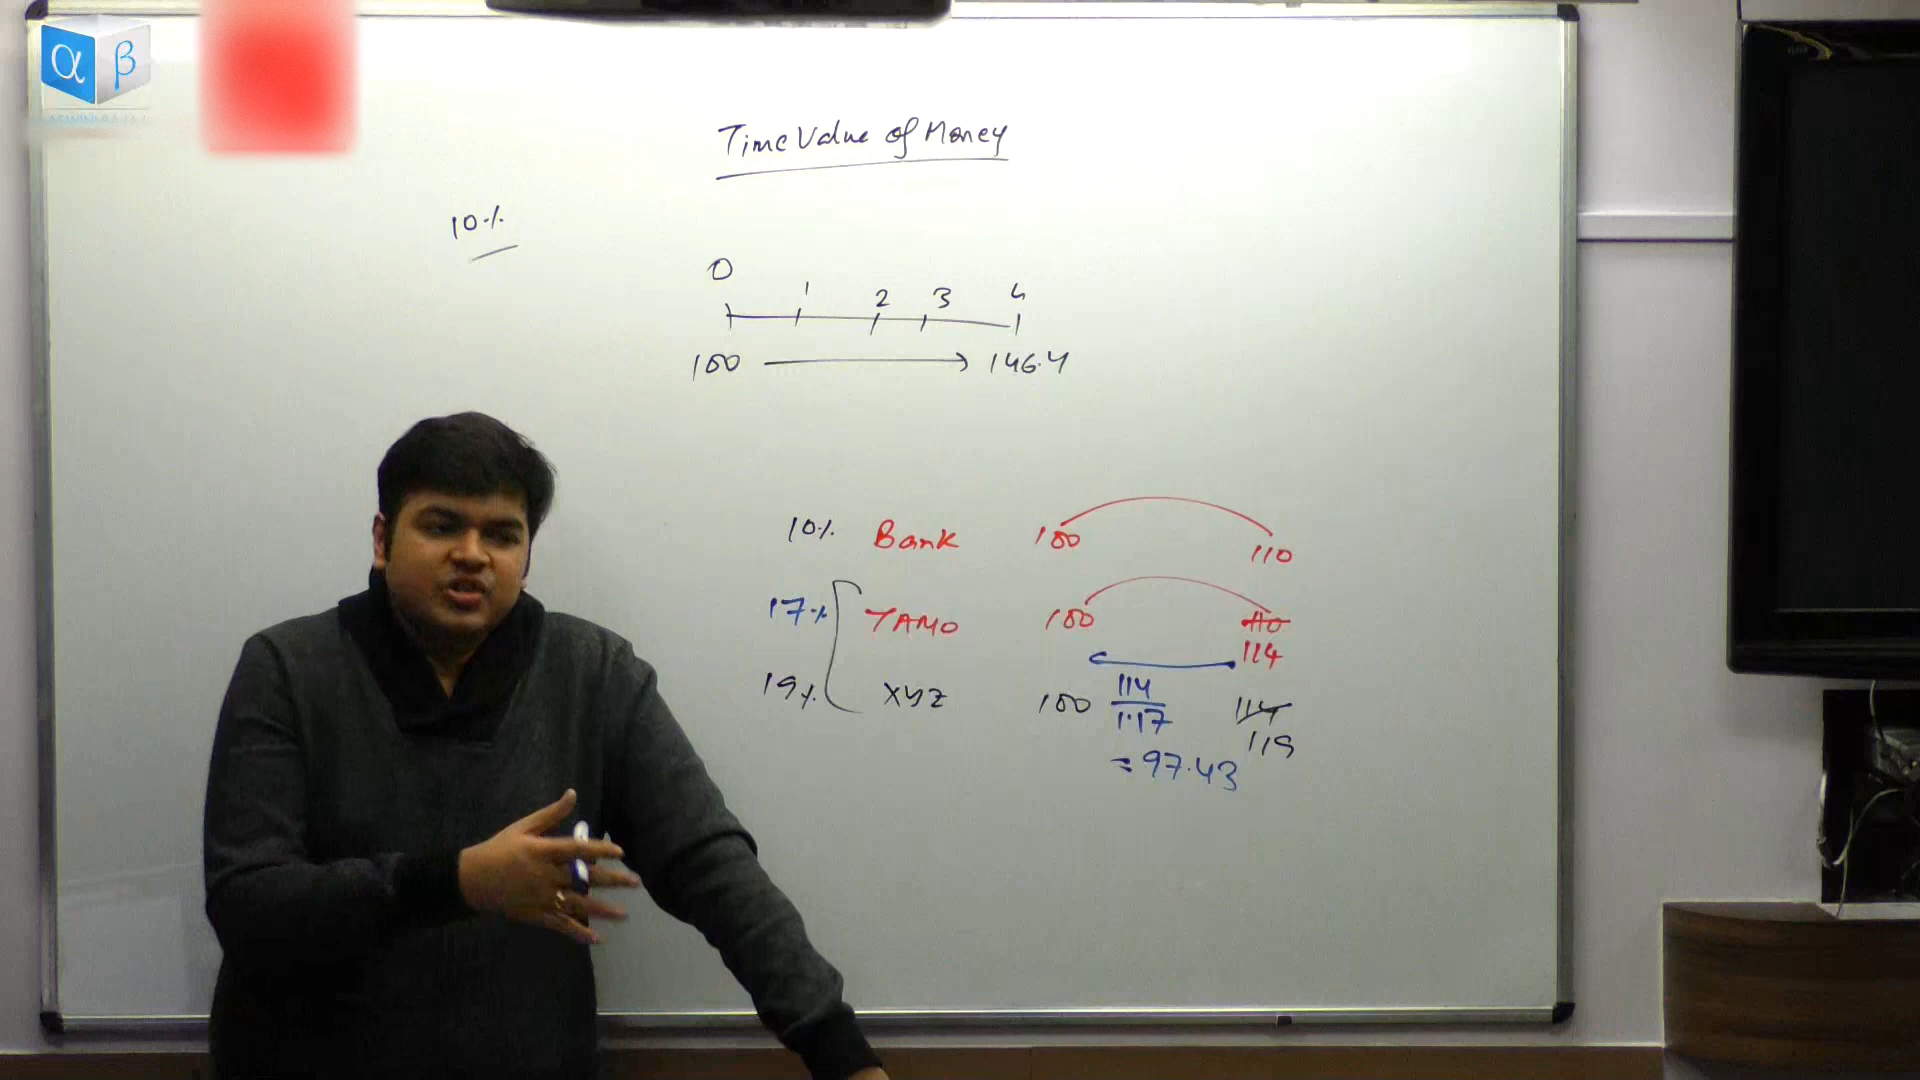 α β
Time Value of Money
10%
0 1 2 3 4
100 → 146.4
10% Bank 100 110
17% TAMO 100 110
114
19% XYZ 100 114/1.17 114
119
= 97.43